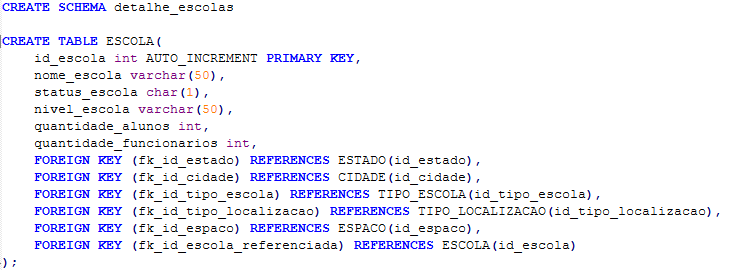 CREATE SCHEMA detalhe_escolas
CREATE TABLE ESCOLA(
id_escola int AUTO_INCREMENT PRIMARY KEY,
nome_escola varchar(50),
status_escola char(1),
nivel_escola varchar(50),
quantidade_alunos int,
quantidade_funcionarios int,
FOREIGN KEY (fk_id_estado) REFERENCES ESTADO(id_estado),
FOREIGN KEY (fk_id_cidade) REFERENCES CIDADE(id_cidade),
FOREIGN KEY (fk_id_tipo_escola) REFERENCES TIPO_ESCOLA(id_tipo_escola),
FOREIGN KEY (fk_id_tipo_localizacao) REFERENCES TIPO_LOCALIZACAO(id_tipo_localizacao),
FOREIGN KEY (fk_id_espaco) REFERENCES ESPACO(id_espaco),
FOREIGN KEY (fk_id_escola_referenciada) REFERENCES ESCOLA(id_escola)
);